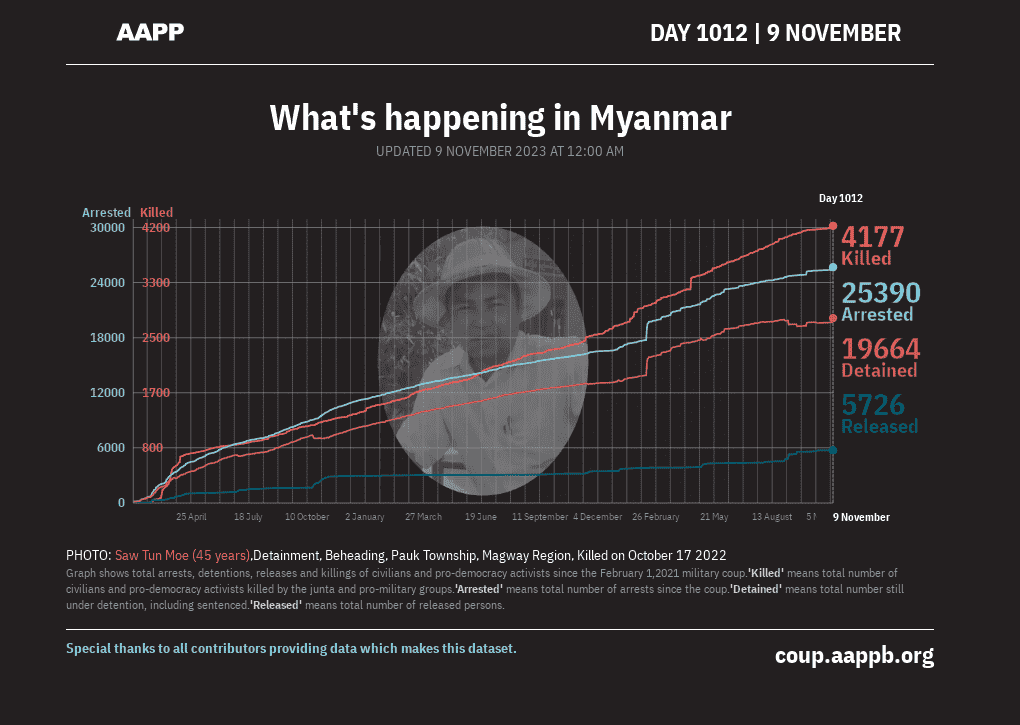 AAPP
DAY 1012 | 9 NOVEMBER
What's happening in Myanmar
UPDATED 9 NOVEMBER 2023 AT 12:00 AM
Day 1012
Arrested Killed
30000 4200
24000 3300
18000 2500
12000 1700
6000 800
0
4177
Killed
25390
Arrested
19664
Detained
5726
Released
25 April 18 July 10 October 2 January 27 March 19 June 11 September 4 December 26 February 21 May 13 August 5 9 November
PHOTO: Saw Tun Moe (45 years),Detainment, Beheading, Pauk Township, Magway Region, Killed on October 17 2022
Graph shows total arrests, detentions, releases and killings of civilians and pro-democracy activists since the February 1,2021 military coup.'Killed' means total number of
civilians and pro-democracy activists killed by the junta and pro-military groups.'Arrested' means total number of arrests since the coup.'Detained' means total number still
under detention, including sentenced.'Released' means total number of released persons.
Special thanks to all contributors providing data which makes this dataset.
coup.aappb.org